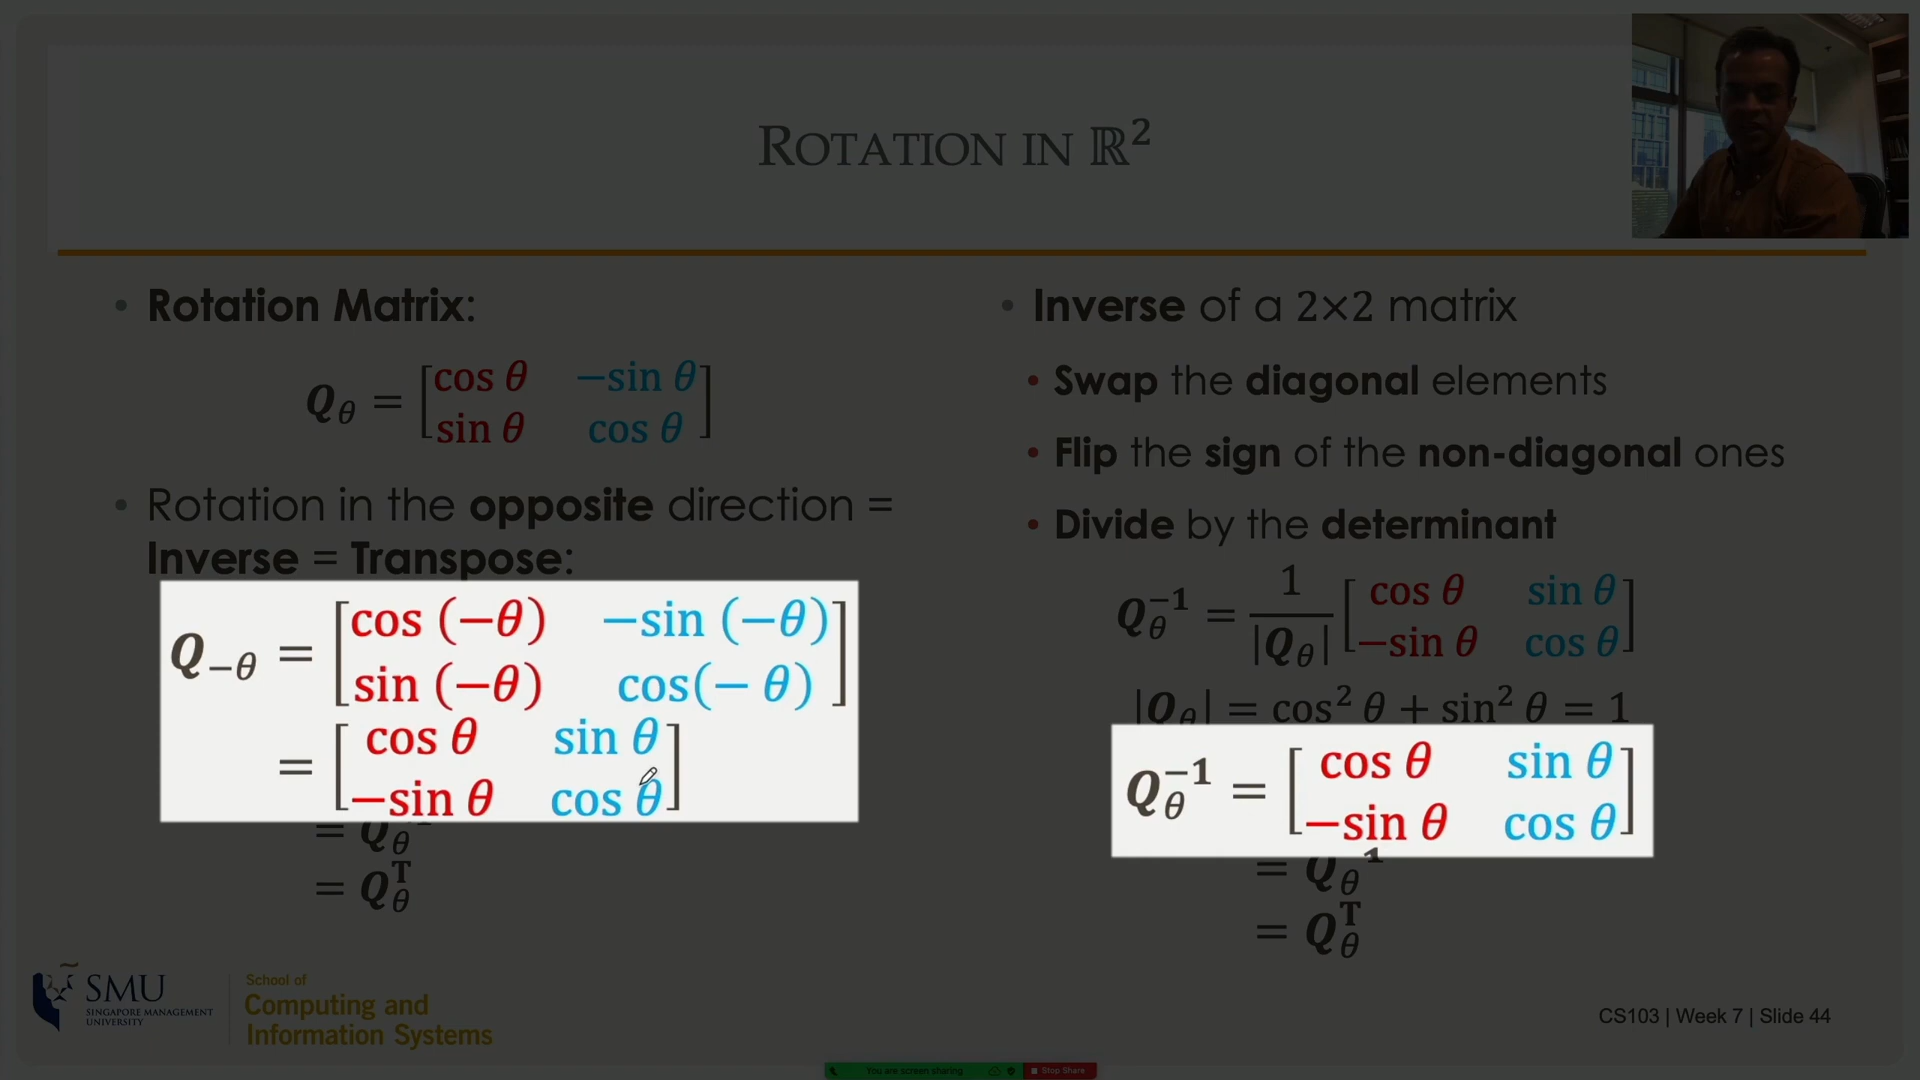 ROTATION IN ℝ²
• Rotation Matrix:
Q_θ = [cos θ −sin θ
sin θ cos θ]
• Rotation in the opposite direction =
Inverse = Transpose:
Q_−θ = [cos (−θ) −sin (−θ)
sin (−θ) cos(− θ)]
= [cos θ sin θ
−sin θ cos θ]
= Q_θ^−1
= Q_θ^T
• Inverse of a 2×2 matrix
• Swap the diagonal elements
• Flip the sign of the non-diagonal ones
• Divide by the determinant
Q_θ^−1 = 1/|Q_θ| [cos θ sin θ
−sin θ cos θ]
|Q_θ| = cos² θ + sin² θ = 1
Q_θ^−1 = [cos θ sin θ
−sin θ cos θ]
= Q_θ^−1
= Q_θ^T
SMU
SINGAPORE MANAGEMENT
UNIVERSITY
School of
Computing and
Information Systems
CS103 | Week 7 | Slide 44
You are screen sharing
Stop Share